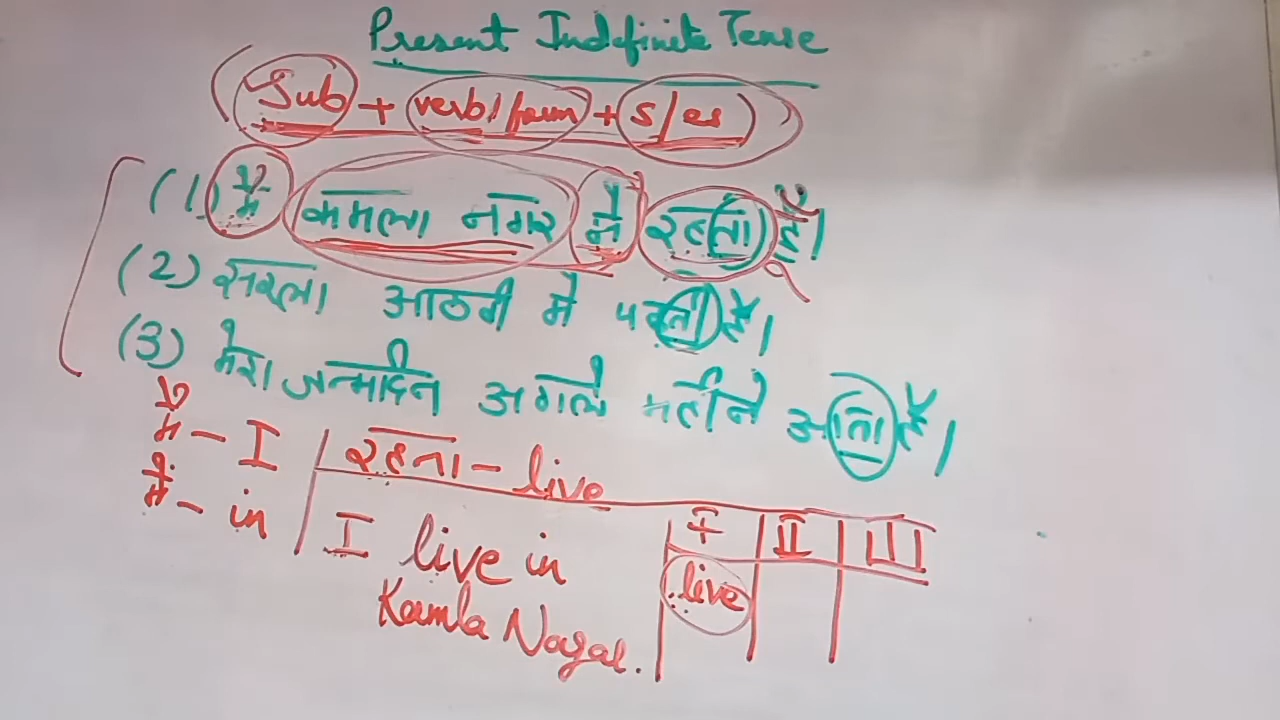 Present Indefinite Tense
(Sub + verb I form + s/es)
(1) मैं कमला नगर में रहता हूँ।
(2) सरला आठवी में पढ़ती है।
(3) मेरा जन्मदिन अगले महीने आता है।
मैं - I
रहता - live
में - in
I live in
Kamla Nagar.
I II III
live